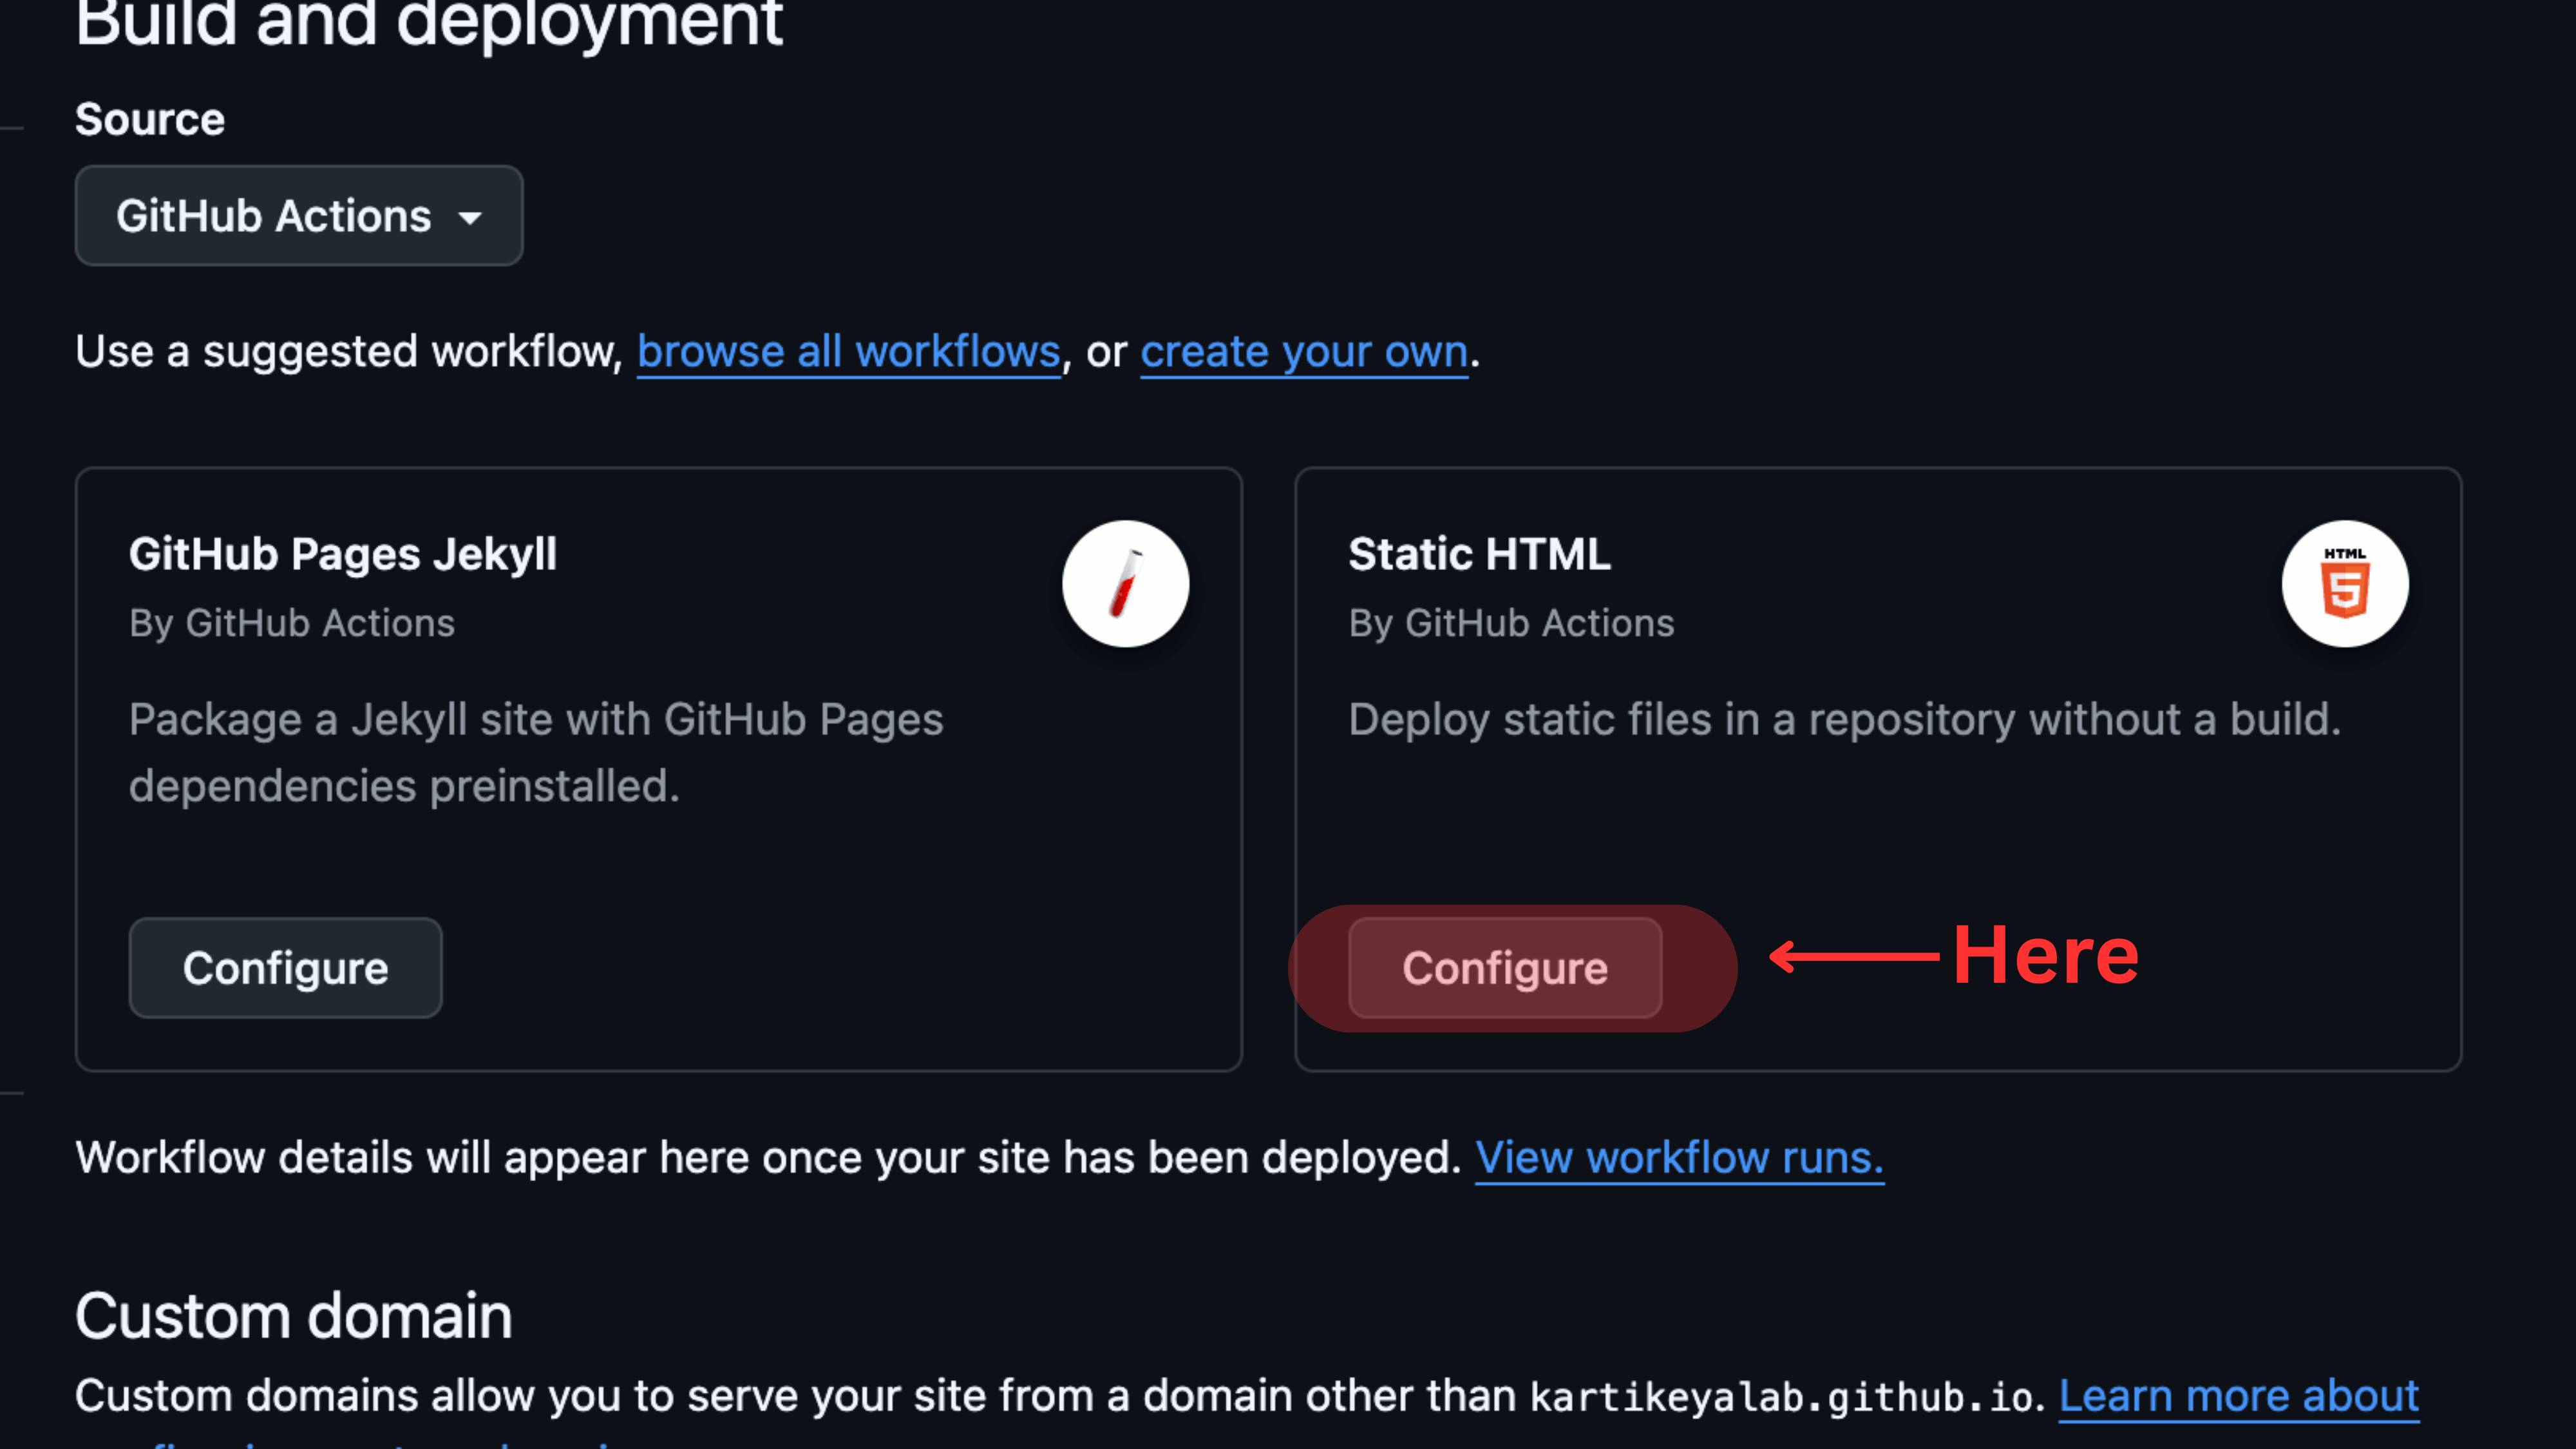 Build and deployment
Source
GitHub Actions
Use a suggested workflow, browse all workflows, or create your own.
GitHub Pages Jekyll
By GitHub Actions
Package a Jekyll site with GitHub Pages
dependencies preinstalled.
Configure
Static HTML
By GitHub Actions
HTML
5
Deploy static files in a repository without a build.
Configure
Here
Workflow details will appear here once your site has been deployed. View workflow runs.
Custom domain
Custom domains allow you to serve your site from a domain other than kartikeyalab.github.io. Learn more about